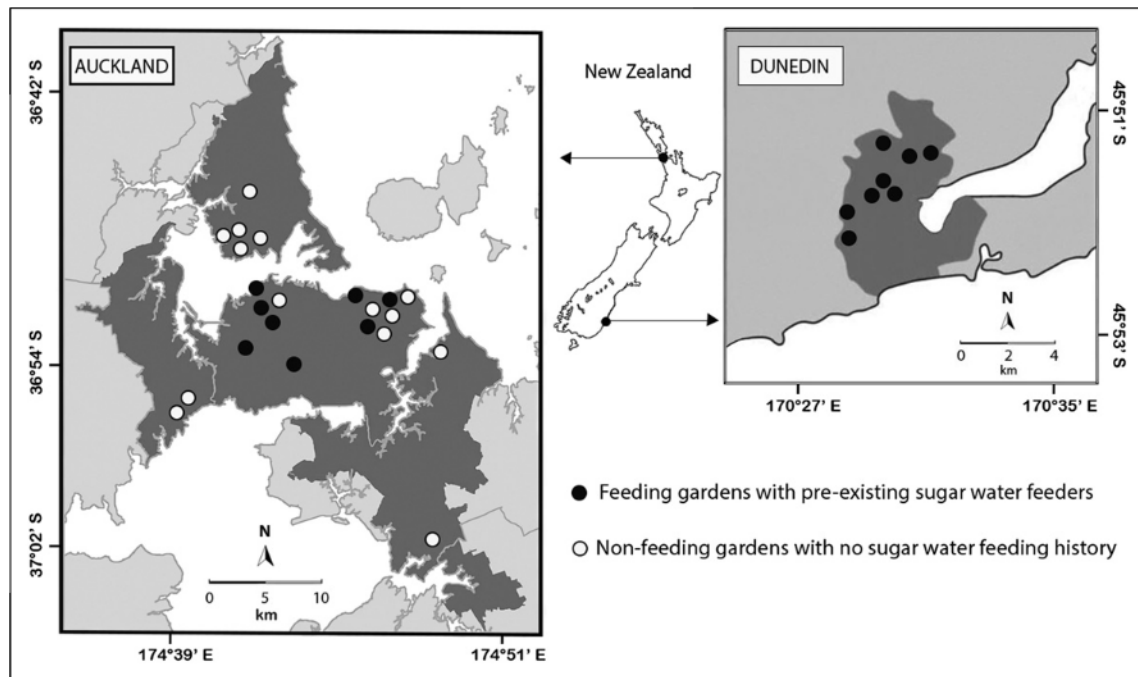 AUCKLAND
36°42' S
36°54' S
37°02' S
N
0 5 10
km
174°39' E
174°51' E
New Zealand
DUNEDIN
45°51' S
45°53' S
N
0 2 4
km
170°27' E
170°35' E
Feeding gardens with pre-existing sugar water feeders
Non-feeding gardens with no sugar water feeding history